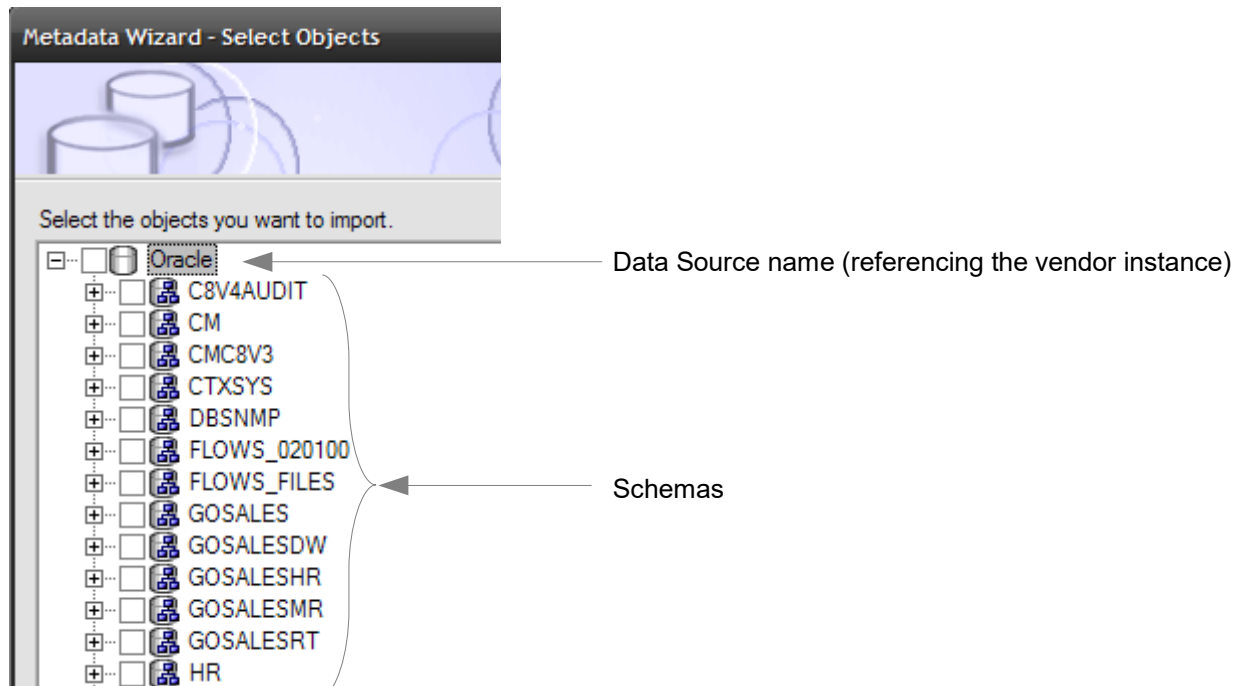 Metadata Wizard - Select Objects
Select the objects you want to import.
Oracle
Data Source name (referencing the vendor instance)
C8V4AUDIT
CM
CMC8V3
CTXSYS
DBSNMP
FLOWS_020100
FLOWS_FILES
Schemas
GOSALES
GOSALESDW
GOSALESHR
GOSALESMR
GOSALESRT
HR